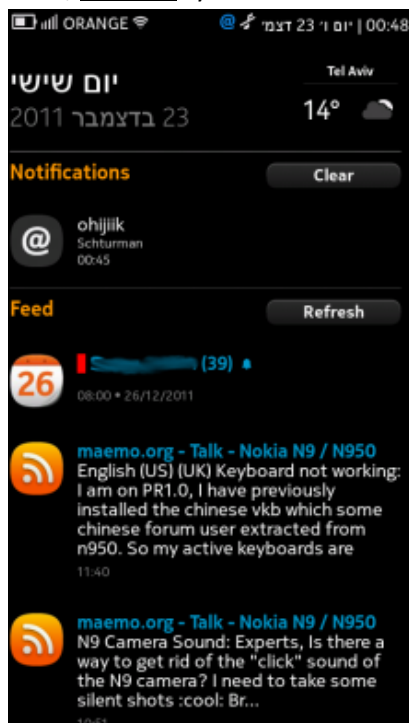 ORANGE
@ יום ו׳ 23 דצמ׳ | 00:48
יום שישי
23 בדצמבר 2011
Tel Aviv
14°
Notifications
Clear
@
ohijiik
Schturman
00:45
Feed
Refresh
26
(39)
08:00 • 26/12/2011
maemo.org - Talk - Nokia N9 / N950
English (US) (UK) Keyboard not working:
I am on PR1.0, I have previously
installed the chinese vkb which some
chinese forum user extracted from
n950. So my active keyboards are
11:40
maemo.org - Talk - Nokia N9 / N950
N9 Camera Sound: Experts, Is there a
way to get rid of the "click" sound of
the N9 camera? I need to take some
silent shots :cool: Br...